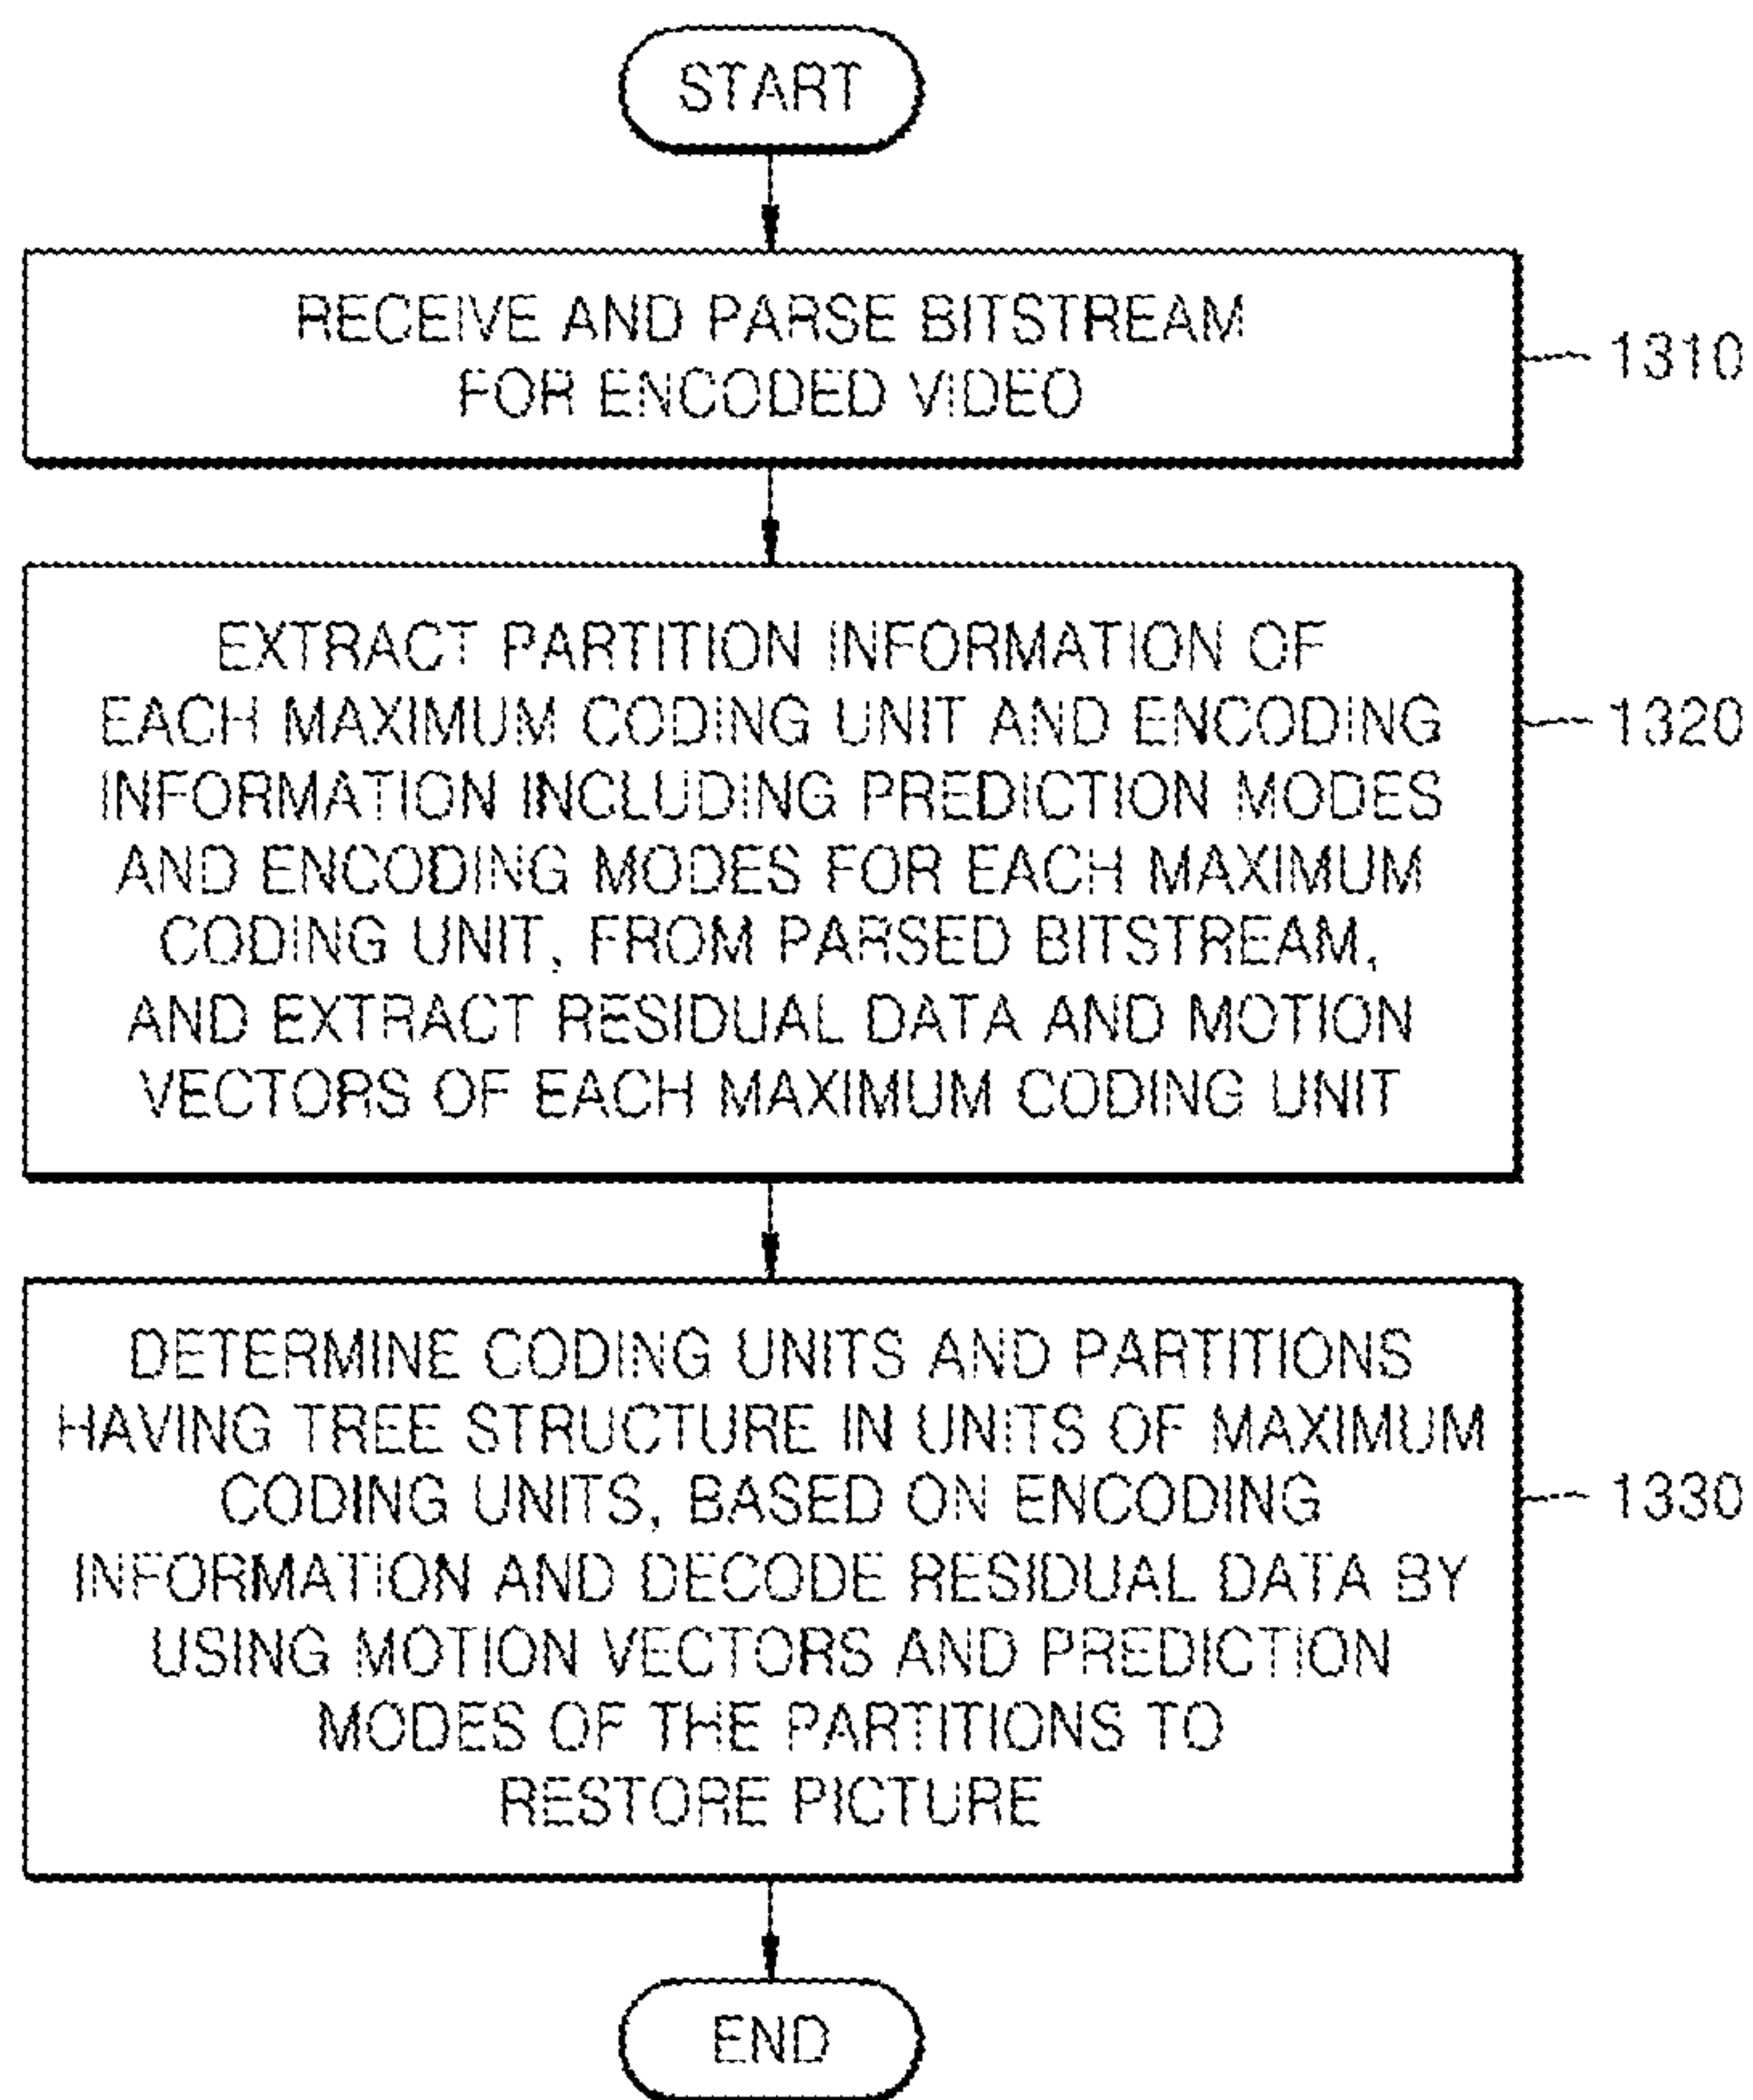 START
RECEIVE AND PARSE BITSTREAM
FOR ENCODED VIDEO
1310
EXTRACT PARTITION INFORMATION OF
EACH MAXIMUM CODING UNIT AND ENCODING
INFORMATION INCLUDING PREDICTION MODES
AND ENCODING MODES FOR EACH MAXIMUM
CODING UNIT, FROM PARSED BITSTREAM,
AND EXTRACT RESIDUAL DATA AND MOTION
VECTORS OF EACH MAXIMUM CODING UNIT
1320
DETERMINE CODING UNITS AND PARTITIONS
HAVING TREE STRUCTURE IN UNITS OF MAXIMUM
CODING UNITS, BASED ON ENCODING
INFORMATION AND DECODE RESIDUAL DATA BY
USING MOTION VECTORS AND PREDICTION
MODES OF THE PARTITIONS TO
RESTORE PICTURE
1330
END